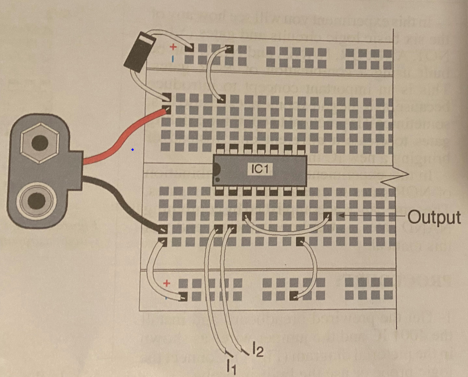 +
-
IC1
Output
+
I2
I1